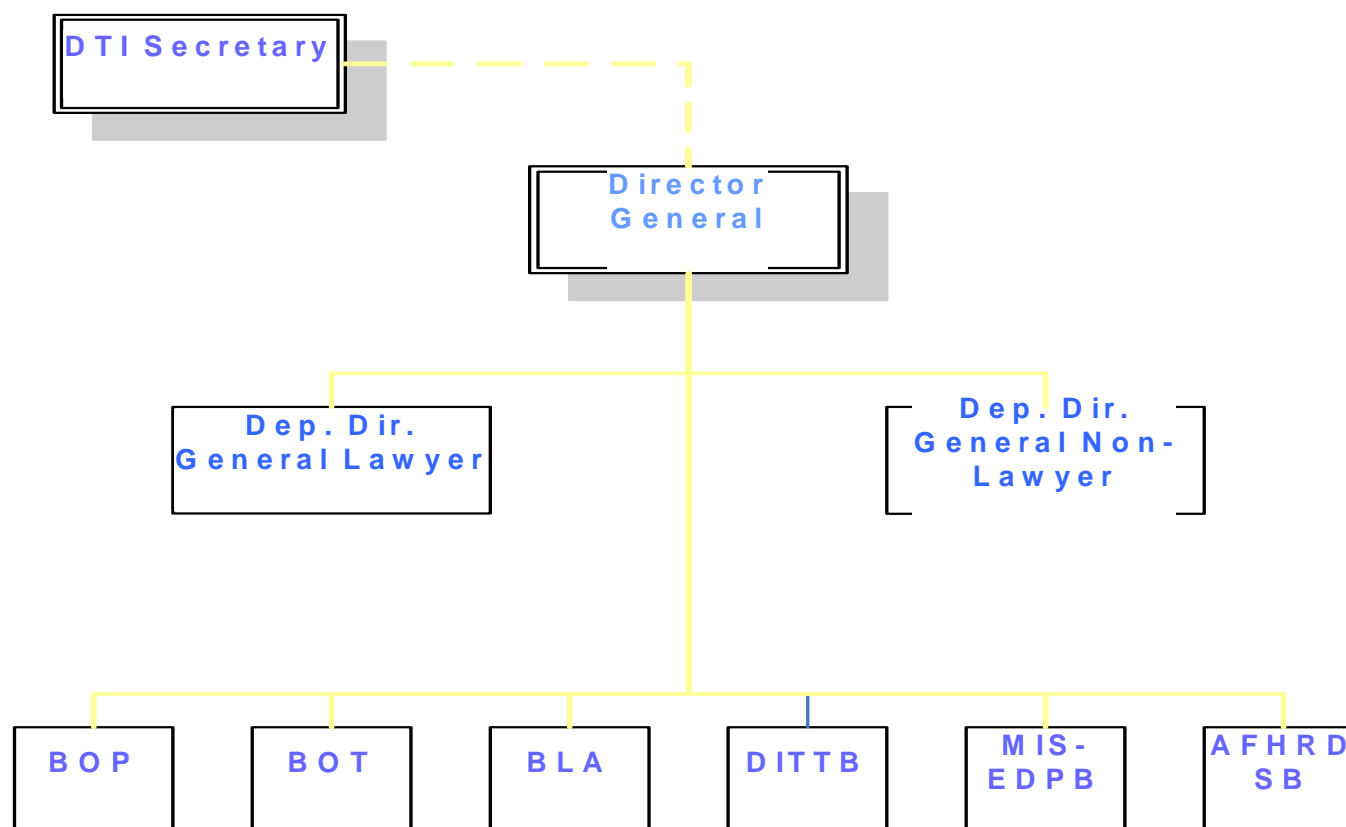 DTI Secretary
Director
General
Dep. Dir.
General Lawyer
Dep. Dir.
General Non-
Lawyer
BOP
BOT
BLA
DITTB
MIS-
EDPB
AFHRD
SB